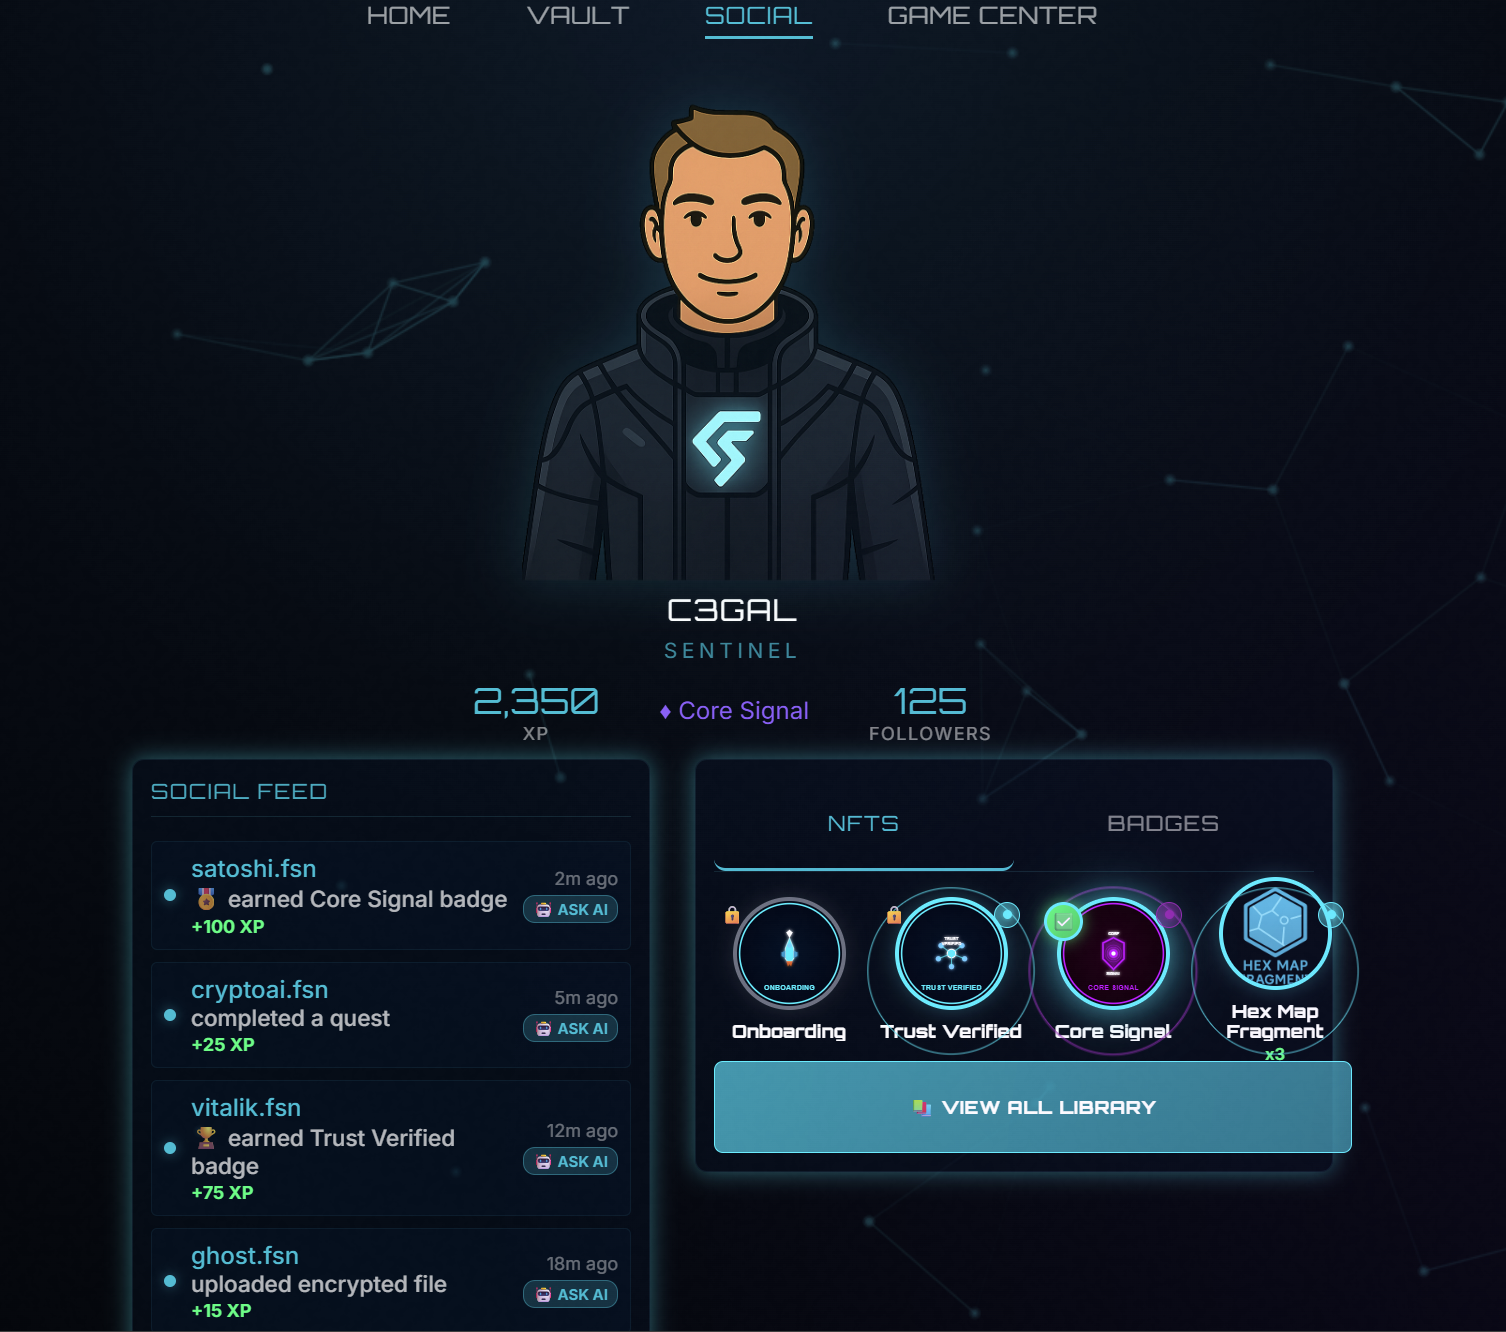 HOME VAULT SOCIAL GAME CENTER
C3GAL
SENTINEL
2,350
XP
♦ Core Signal
125
FOLLOWERS
SOCIAL FEED
satoshi.fsn
🏅 earned Core Signal badge
+100 XP
2m ago
ASK AI
cryptoai.fsn
completed a quest
+25 XP
5m ago
ASK AI
vitalik.fsn
🏆 earned Trust Verified
badge
+75 XP
12m ago
ASK AI
ghost.fsn
uploaded encrypted file
+15 XP
18m ago
ASK AI
NFTS BADGES
ONBOARDING
Onboarding
TRUST VERIFIED
TRUST VERIFIED
Trust Verified
CORE SIGNAL
Core Signal
HEX MAP
FRAGMENT
Hex Map
Fragment
x3
VIEW ALL LIBRARY